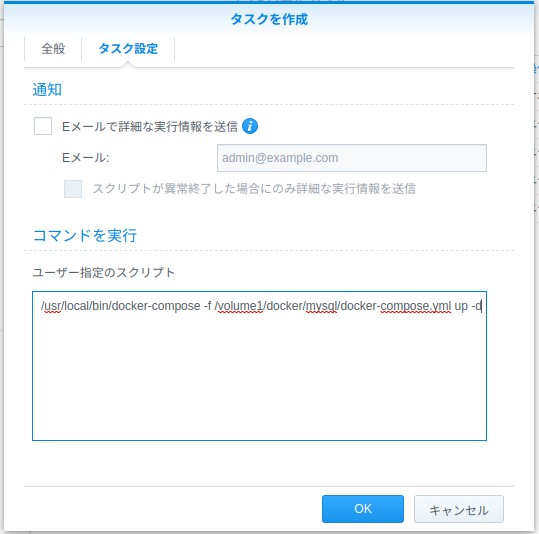 タスクを作成
全般 タスク設定
通知
Eメールで詳細な実行情報を送信 i
Eメール: admin@example.com
スクリプトが異常終了した場合にのみ詳細な実行情報を送信
コマンドを実行
ユーザー指定のスクリプト
/usr/local/bin/docker-compose -f /volume1/docker/mysql/docker-compose.yml up -d
OK キャンセル